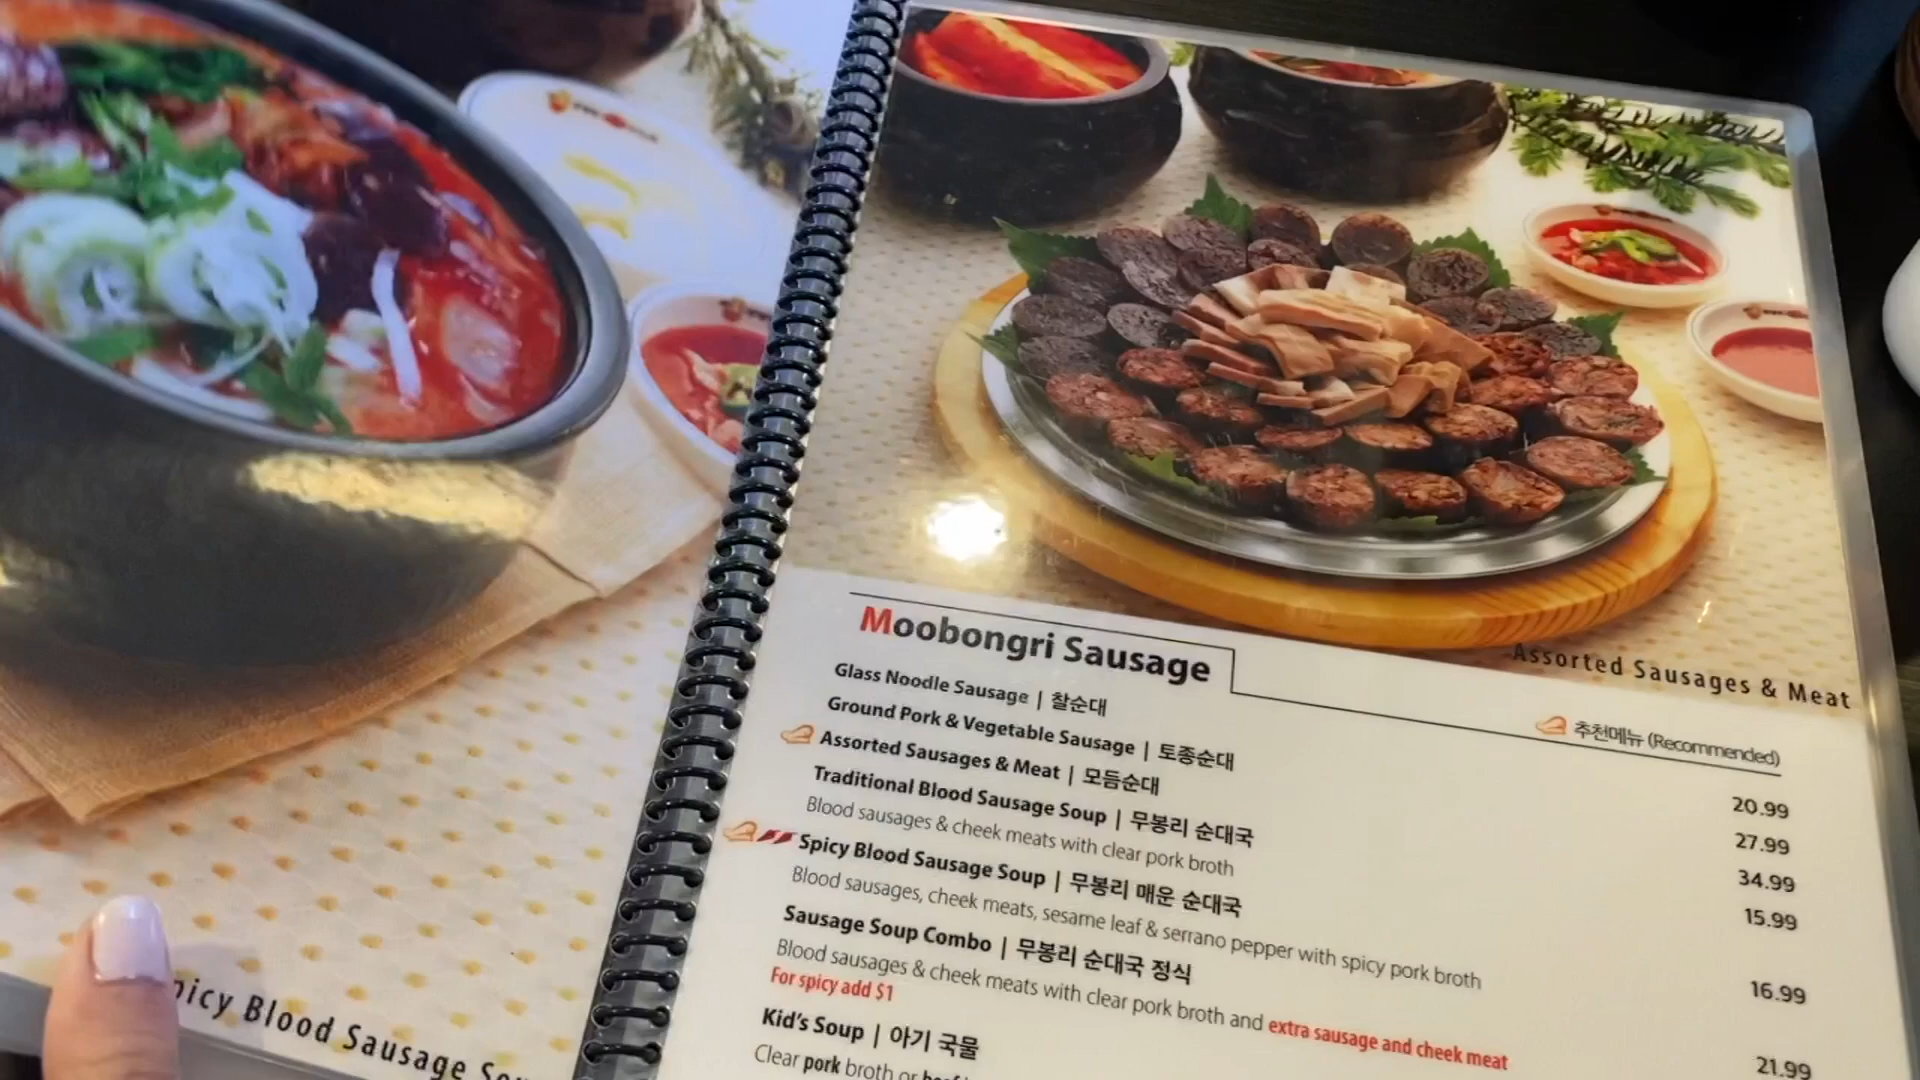 Spicy Blood Sausage
Assorted Sausages & Meat
Moobongri Sausage
추천메뉴 (Recommended)
Glass Noodle Sausage | 찰순대 20.99
Ground Pork & Vegetable Sausage | 토종순대 27.99
Assorted Sausages & Meat | 모듬순대 34.99
Traditional Blood Sausage Soup | 무봉리 순대국 15.99
Blood sausages & cheek meats with clear pork broth
Spicy Blood Sausage Soup | 무봉리 매운 순대국 16.99
Blood sausages, cheek meats, sesame leaf & serrano pepper with spicy pork broth
Sausage Soup Combo | 무봉리 순대국 정식 21.99
Blood sausages & cheek meats with clear pork broth and extra sausage and cheek meat
For spicy add $1
Kid's Soup | 아기 국물
Clear pork broth or